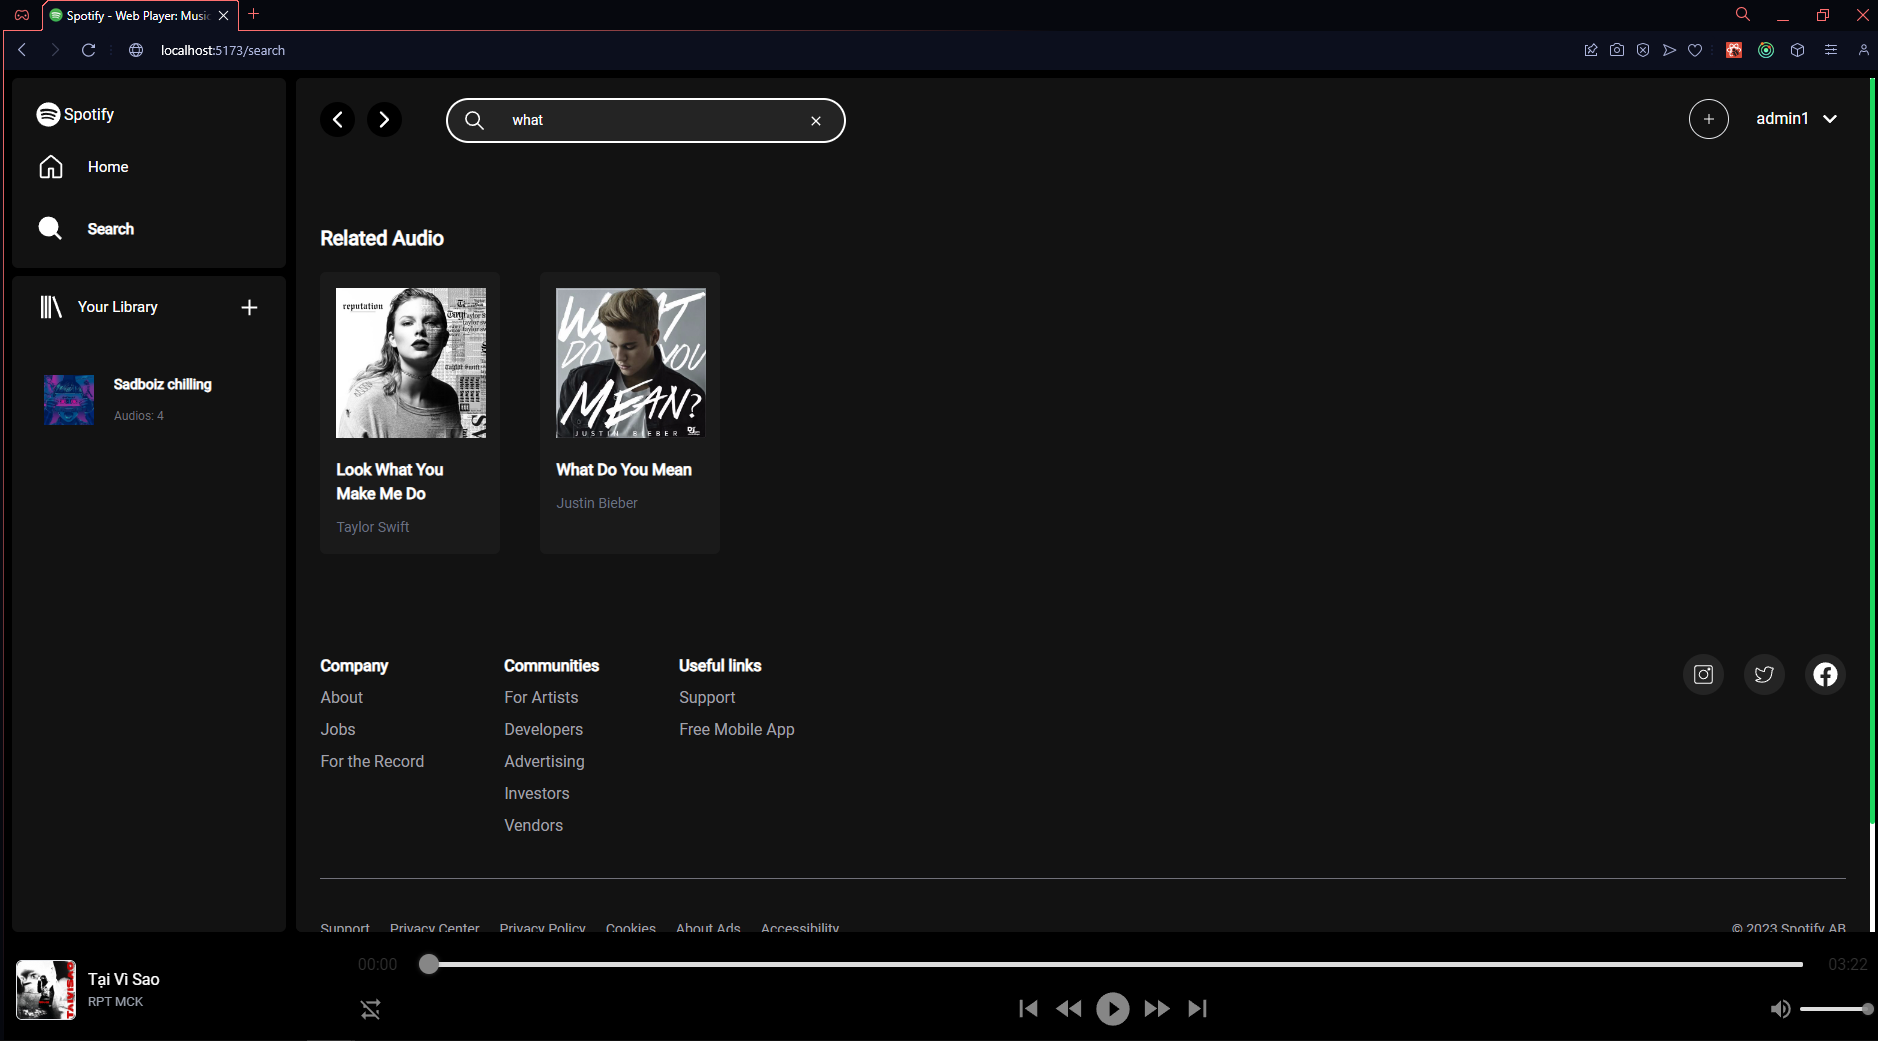 Spotify - Web Player: Music
localhost:5173/search
Spotify
Home
Search
Your Library
Sadboiz chilling
Audios: 4
what
admin1
Related Audio
reputation
Look What You
Make Me Do
Taylor Swift
WHAT
DO YOU
MEAN?
JUSTIN BIEBER
What Do You Mean
Justin Bieber
Company
About
Jobs
For the Record
Communities
For Artists
Developers
Advertising
Investors
Vendors
Useful links
Support
Free Mobile App
Support Privacy Center Privacy Policy Cookies About Ads Accessibility
© 2023 Spotify AB
Tại Vì Sao
RPT MCK
00:00
03:22